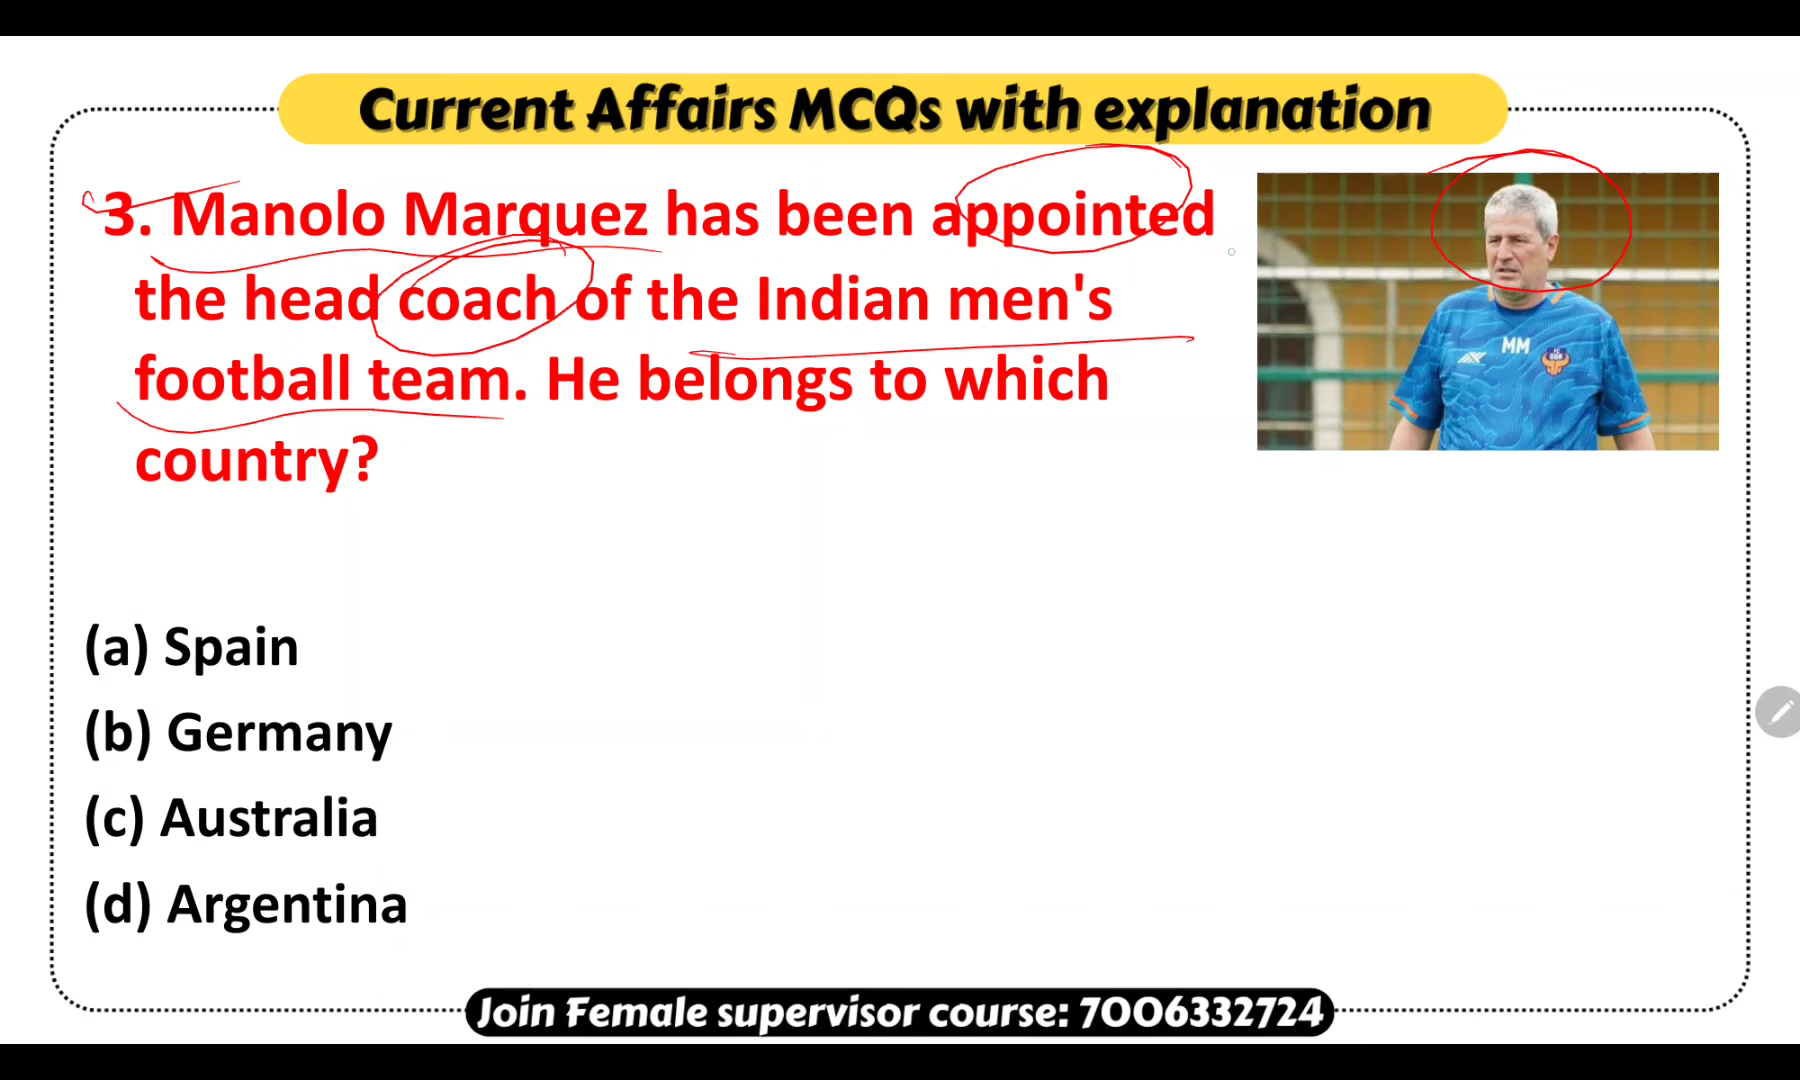 Current Affairs MCQs with explanation
3. Manolo Marquez has been appointed
the head coach of the Indian men's
football team. He belongs to which
country?
MM
(a) Spain
(b) Germany
(c) Australia
(d) Argentina
Join Female supervisor course: 7006332724